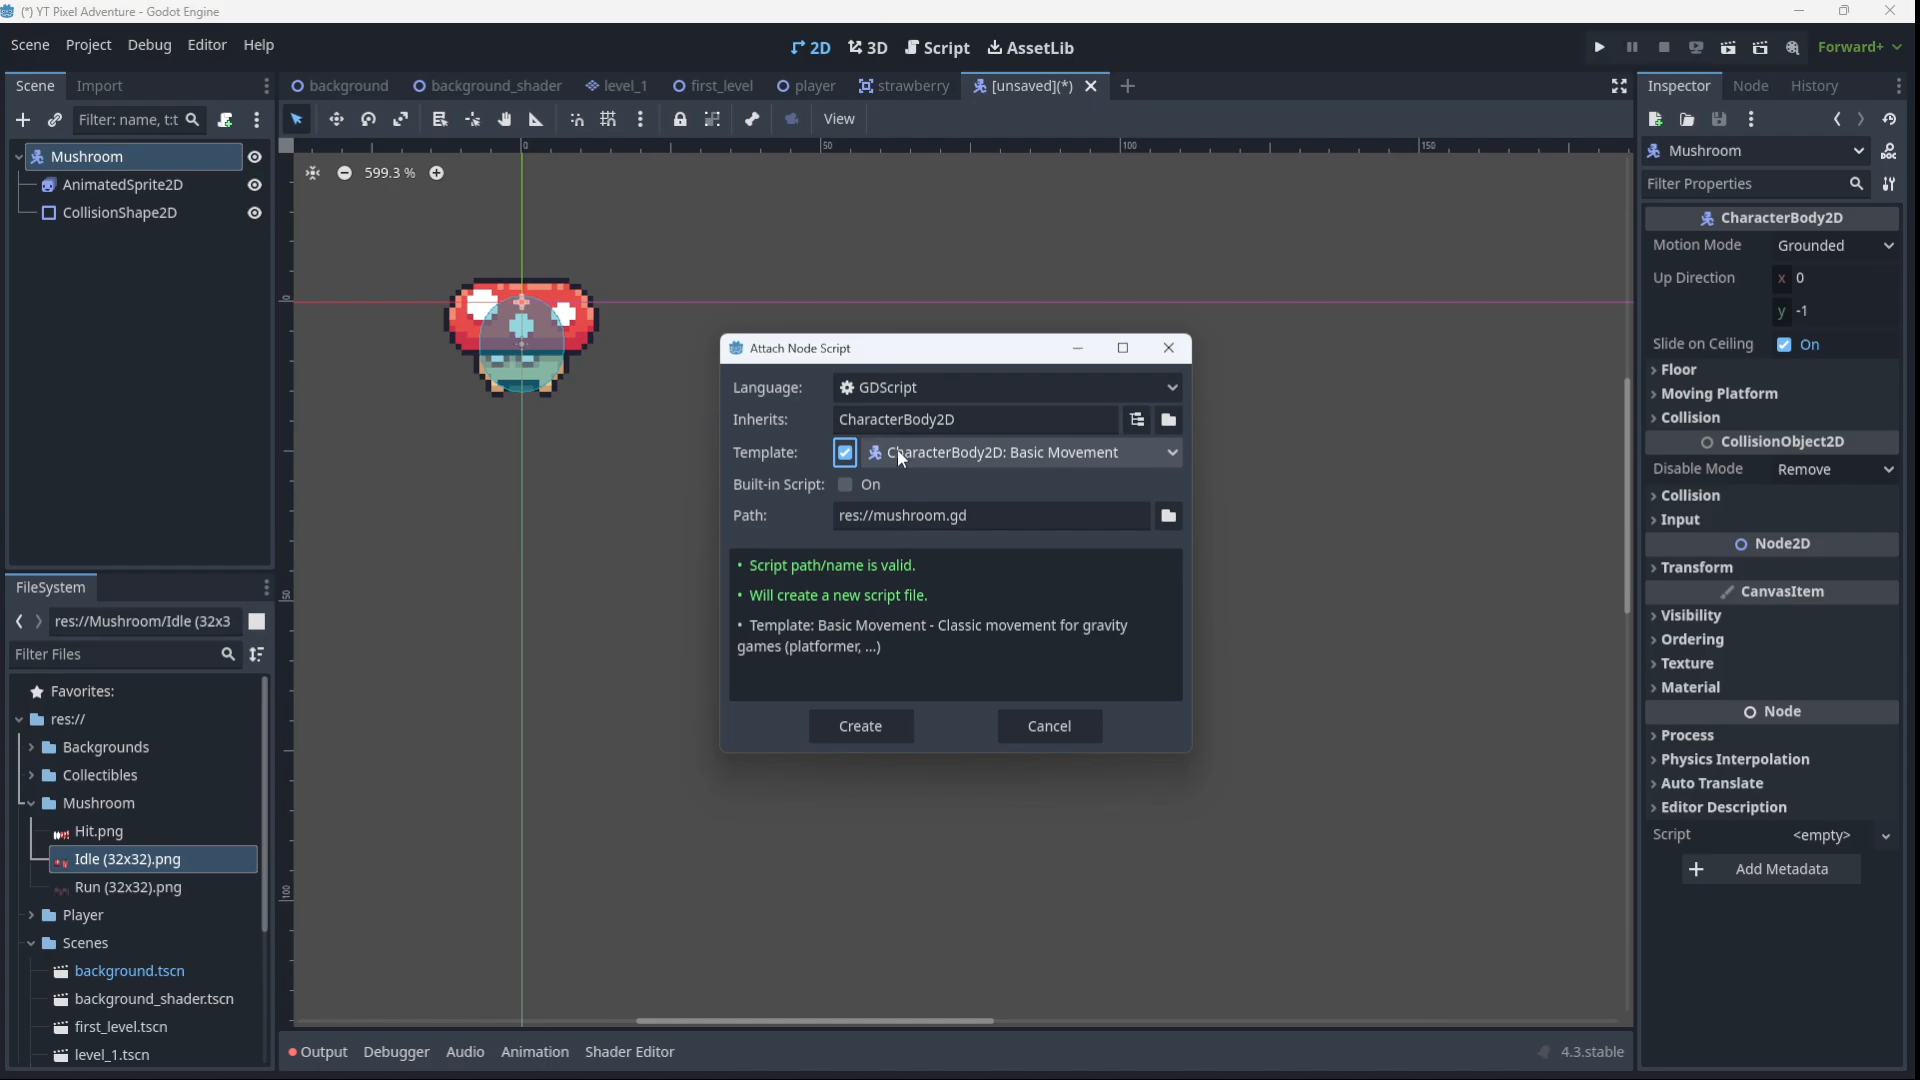 (*) YT Pixel Adventure - Godot Engine
Scene Project Debug Editor Help
2D 3D Script AssetLib
Forward+
Scene Import
background background_shader level_1 first_level player strawberry [unsaved](*)
Inspector Node History
Filter: name, t:t
View
Mushroom
AnimatedSprite2D
CollisionShape2D
599.3 %
0 50 100 150
0
50
100
Attach Node Script
Language: GDScript
Inherits: CharacterBody2D
Template: CharacterBody2D: Basic Movement
Built-in Script: On
Path: res://mushroom.gd
• Script path/name is valid.
• Will create a new script file.
• Template: Basic Movement - Classic movement for gravity
games (platformer, ...)
Create Cancel
FileSystem
res://Mushroom/Idle (32x3
Filter Files
Favorites:
res://
Backgrounds
Collectibles
Mushroom
Hit.png
Idle (32x32).png
Run (32x32).png
Player
Scenes
background.tscn
background_shader.tscn
first_level.tscn
level_1.tscn
Output Debugger Audio Animation Shader Editor
4.3.stable
Mushroom
Filter Properties
CharacterBody2D
Motion Mode Grounded
Up Direction x 0
y -1
Slide on Ceiling On
Floor
Moving Platform
Collision
CollisionObject2D
Disable Mode Remove
Collision
Input
Node2D
Transform
CanvasItem
Visibility
Ordering
Texture
Material
Node
Process
Physics Interpolation
Auto Translate
Editor Description
Script <empty>
Add Metadata